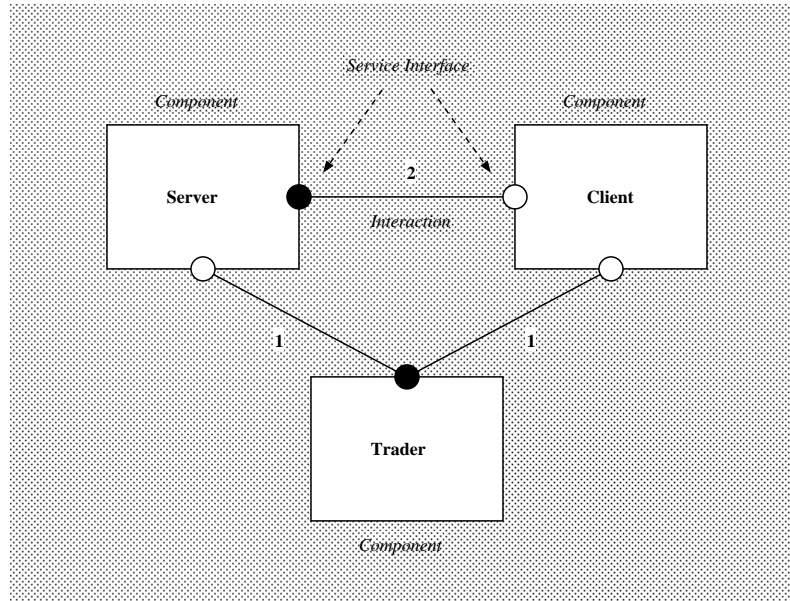 Service Interface
Component
Component
2
Server
Client
Interaction
1
1
Trader
Component